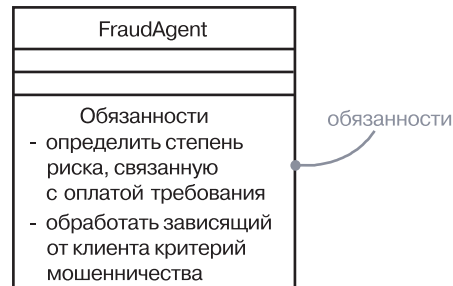 FraudAgent
Обязанности
- определить степень
риска, связанную
с оплатой требования
- обработать зависящий
от клиента критерий
мошенничества
обязанности